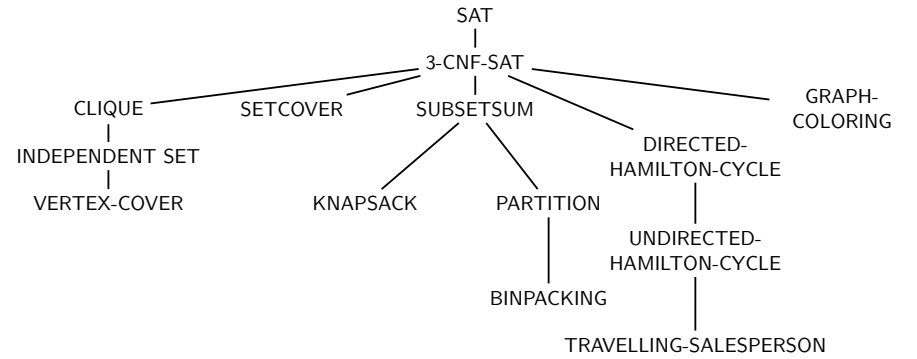 SAT
3-CNF-SAT
CLIQUE
SETCOVER
SUBSETSUM
GRAPH-
COLORING
INDEPENDENT SET
DIRECTED-
HAMILTON-CYCLE
VERTEX-COVER
KNAPSACK
PARTITION
UNDIRECTED-
HAMILTON-CYCLE
BINPACKING
TRAVELLING-SALESPERSON